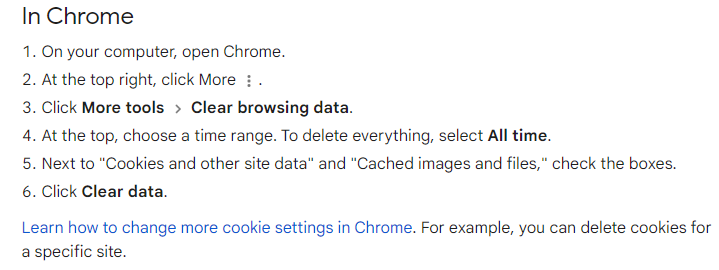 In Chrome
1. On your computer, open Chrome.
2. At the top right, click More ⋮ .
3. Click More tools > Clear browsing data.
4. At the top, choose a time range. To delete everything, select All time.
5. Next to "Cookies and other site data" and "Cached images and files," check the boxes.
6. Click Clear data.
Learn how to change more cookie settings in Chrome. For example, you can delete cookies for
a specific site.